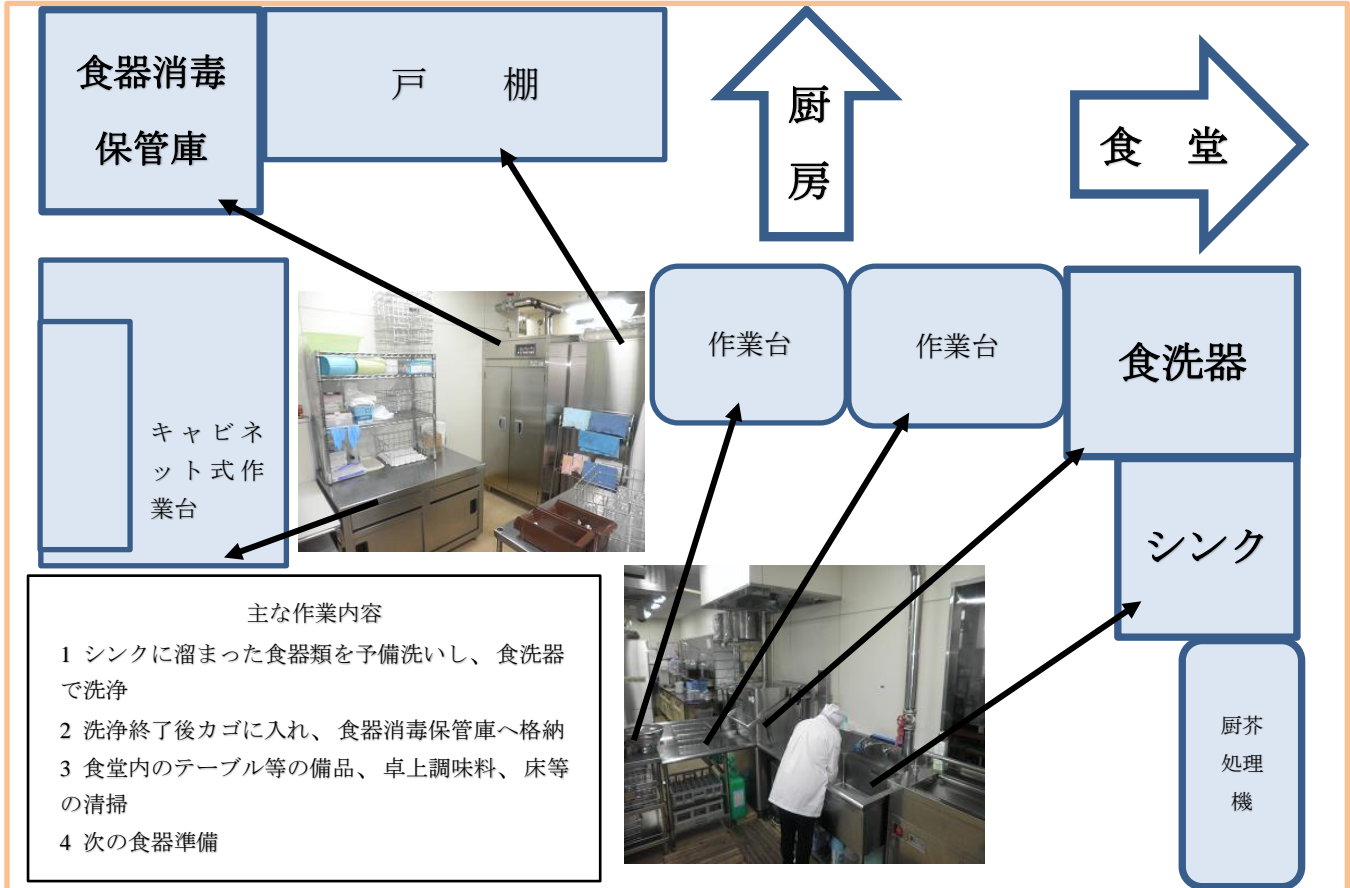 食器消毒
保管庫
戸　棚
厨
房
食　堂
作業台
作業台
食洗器
キャビネ
ット式作
業台
シンク
主な作業内容
1 シンクに溜まった食器類を予備洗いし、食洗器
で洗浄
2 洗浄終了後カゴに入れ、食器消毒保管庫へ格納
3 食堂内のテーブル等の備品、卓上調味料、床等
の清掃
4 次の食器準備
厨芥
処理
機